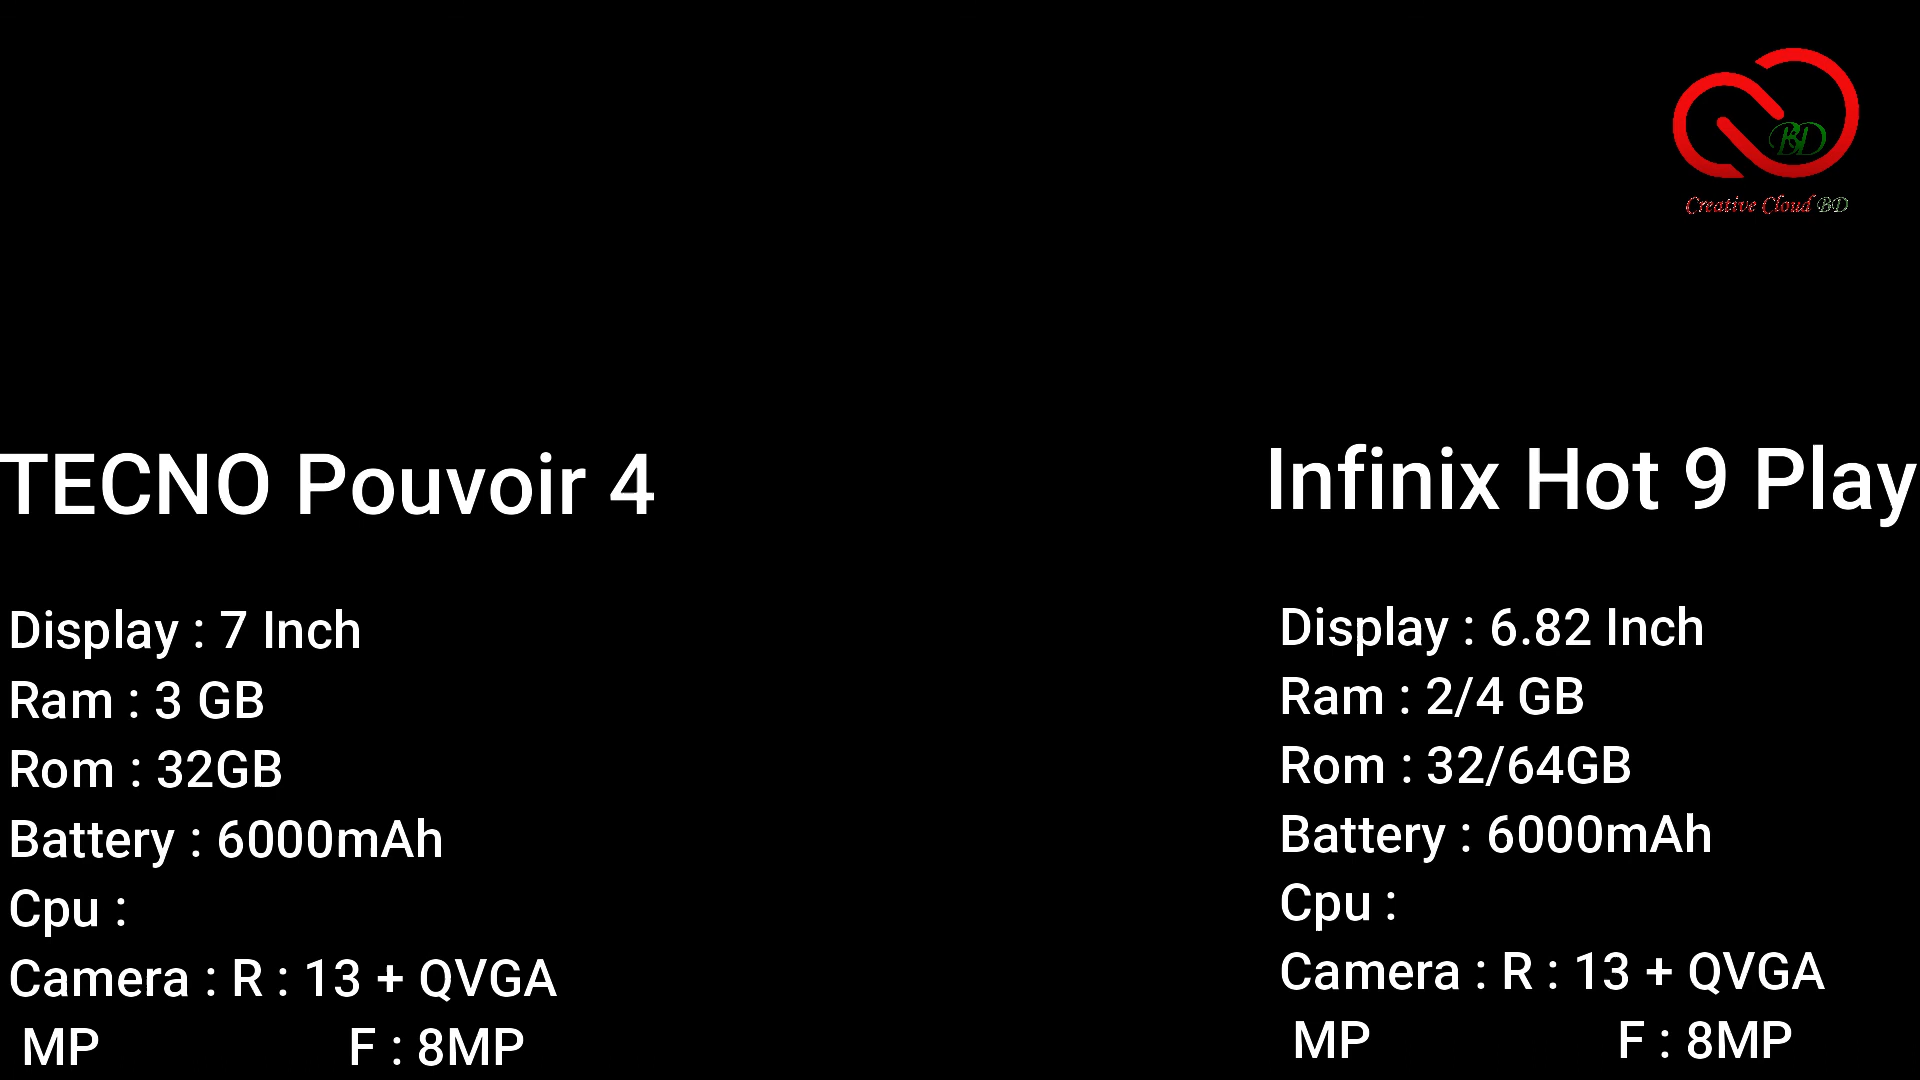 BD
Creative Cloud BD
TECNO Pouvoir 4
Display : 7 Inch
Ram : 3 GB
Rom : 32GB
Battery : 6000mAh
Cpu :
Camera : R : 13 + QVGA
MP F : 8MP
Infinix Hot 9 Play
Display : 6.82 Inch
Ram : 2/4 GB
Rom : 32/64GB
Battery : 6000mAh
Cpu :
Camera : R : 13 + QVGA
MP F : 8MP